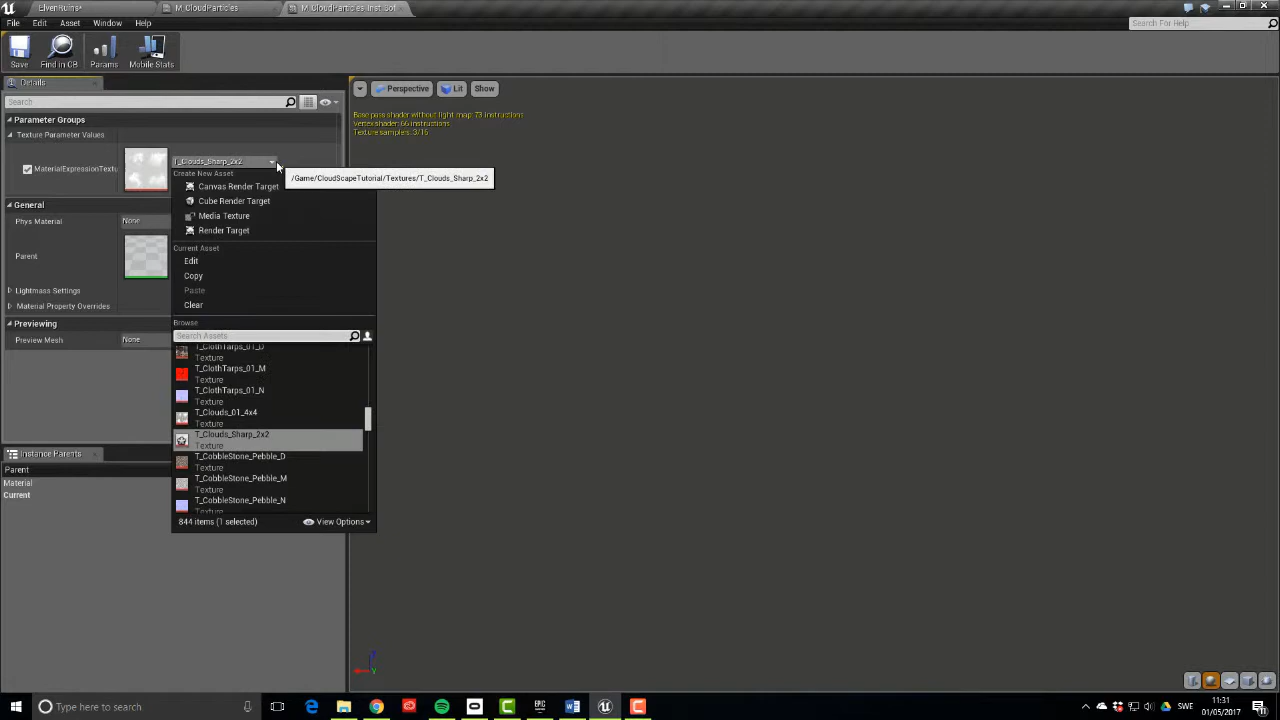 ElvenRuins*
M_CloudParticles
M_CloudParticles_Inst_Sof
File Edit Asset Window Help
Search For Help
Save
Find in CB
Params
Mobile Stats
Details
Search
Perspective
Lit
Show
Parameter Groups
Base pass shader without light map: 73 instructions
Vertex shader: 66 instructions
Texture samplers: 3/16
Texture Parameter Values
MaterialExpressionTextu
T_Clouds_Sharp_2x2
Create New Asset
/Game/CloudScapeTutorial/Textures/T_Clouds_Sharp_2x2
Canvas Render Target
Cube Render Target
Media Texture
Render Target
General
Phys Material
None
Parent
Current Asset
Edit
Copy
Paste
Clear
Lightmass Settings
Material Property Overrides
Previewing
Preview Mesh
None
Browse
Search Assets
T_ClothTarps_01_D
Texture
T_ClothTarps_01_M
Texture
T_ClothTarps_01_N
Texture
T_Clouds_01_4x4
Texture
T_Clouds_Sharp_2x2
Texture
T_CobbleStone_Pebble_D
Texture
T_CobbleStone_Pebble_M
Texture
T_CobbleStone_Pebble_N
Texture
844 items (1 selected)
View Options
Instance Parents
Parent
Material
Current
Z
Y
Type here to search
SWE
11:31
01/05/2017